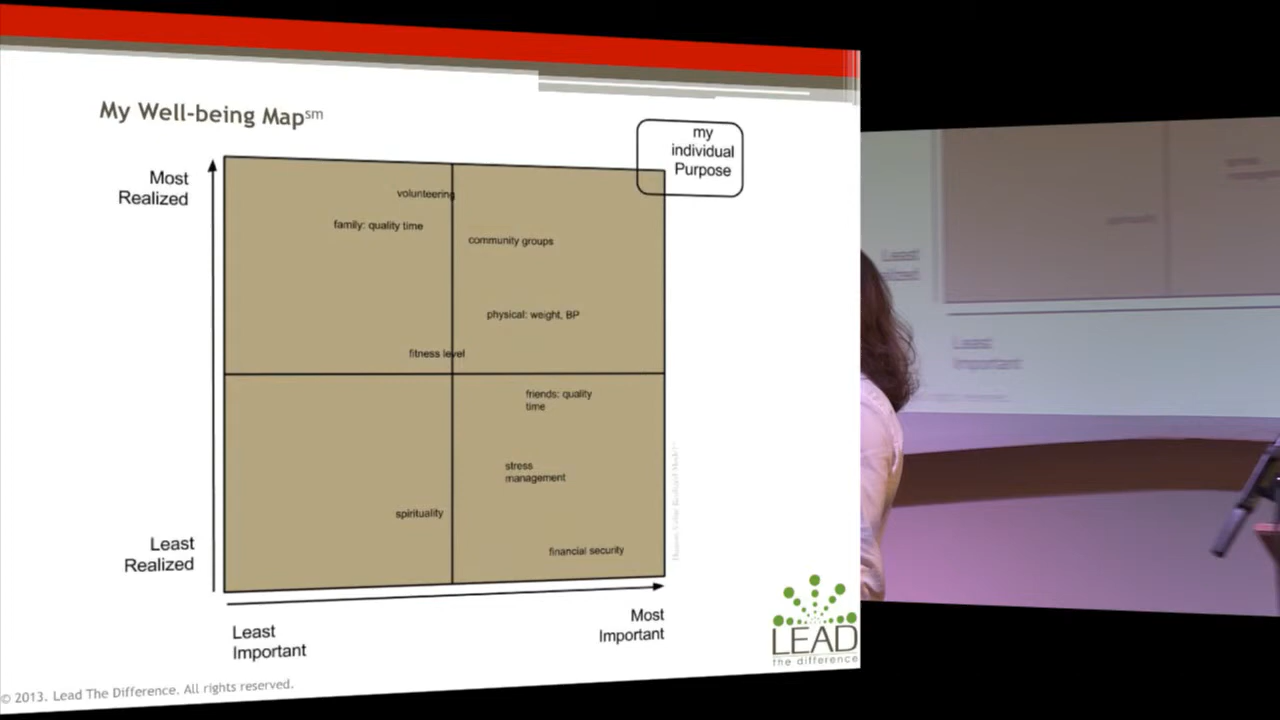 My Well-being Mapsm
my
individual
Purpose
Most
Realized
volunteering
family: quality time
community groups
physical: weight, BP
fitness level
friends: quality
time
stress
management
spirituality
financial security
Least
Realized
Least
Important
Most
Important
LEAD
the difference
© 2013. Lead The Difference. All rights reserved.
Least
Important